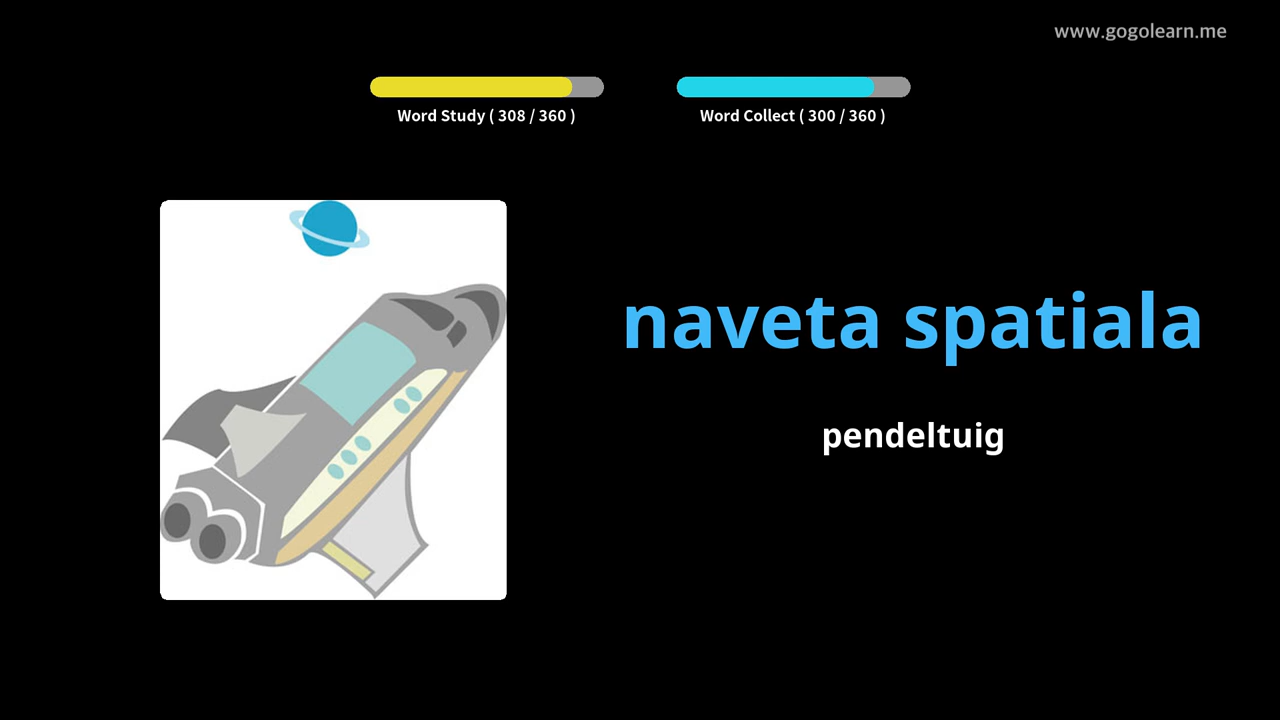 www.gogolearn.me
Word Study ( 308 / 360 )
Word Collect ( 300 / 360 )
naveta spatiala
pendeltuig